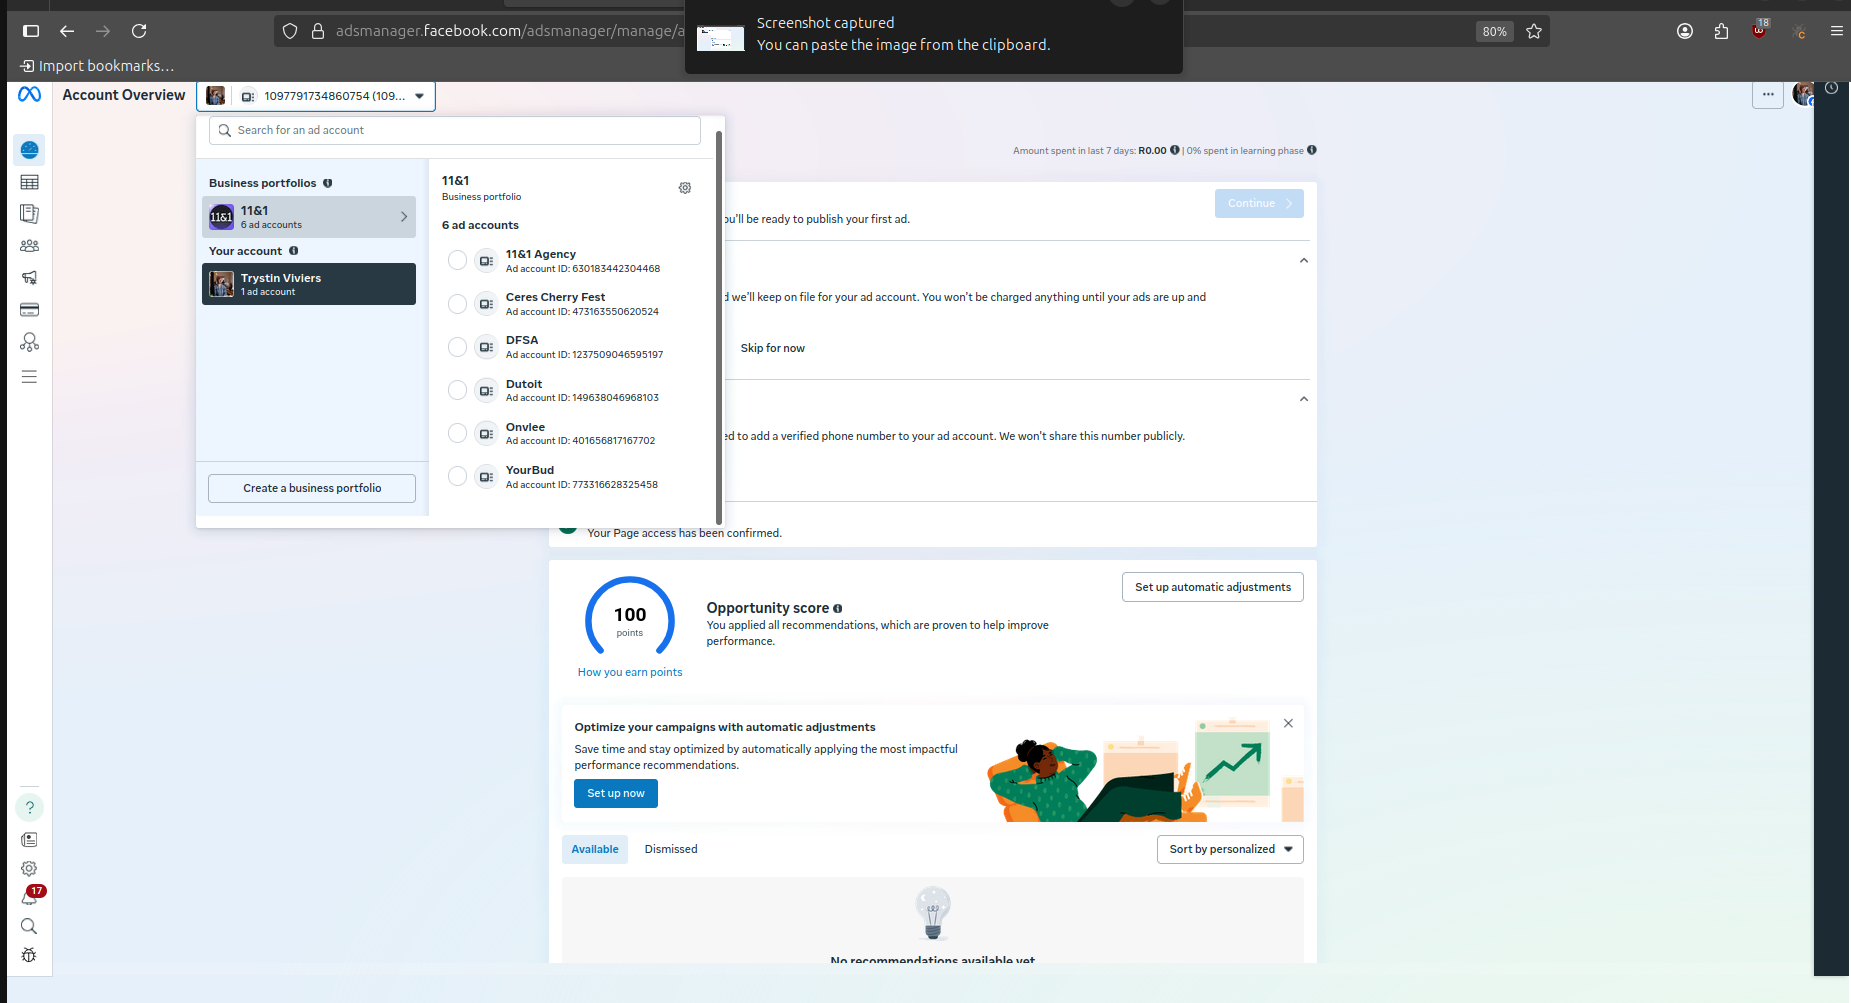 Screenshot captured
You can paste the image from the clipboard.
adsmanager.facebook.com/adsmanager/manage/a
80%
18
Import bookmarks…
Account Overview
1097791734860754 (109...
Search for an ad account
Business portfolios
11&1
11&1
6 ad accounts
Your account
Trystin Viviers
1 ad account
Create a business portfolio
11&1
Business portfolio
6 ad accounts
11&1 Agency
Ad account ID: 630183442304468
Ceres Cherry Fest
Ad account ID: 473163550620524
DFSA
Ad account ID: 1237509046595197
Dutoit
Ad account ID: 149638046968103
Onvlee
Ad account ID: 401656817167702
YourBud
Ad account ID: 773316628325458
Amount spent in last 7 days: R0.00 | 0% spent in learning phase
Continue
ou'll be ready to publish your first ad.
d we'll keep on file for your ad account. You won't be charged anything until your ads are up and
Skip for now
ed to add a verified phone number to your ad account. We won't share this number publicly.
Your Page access has been confirmed.
100
points
How you earn points
Opportunity score
You applied all recommendations, which are proven to help improve
performance.
Set up automatic adjustments
Optimize your campaigns with automatic adjustments
Save time and stay optimized by automatically applying the most impactful
performance recommendations.
Set up now
Available
Dismissed
Sort by personalized
No recommendations available yet
?
17